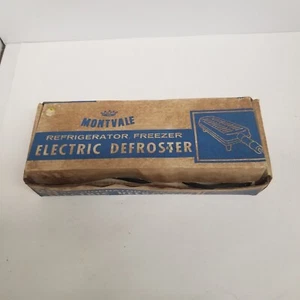 MONTVALE
REFRIGERATOR FREEZER
ELECTRIC DEFROSTER